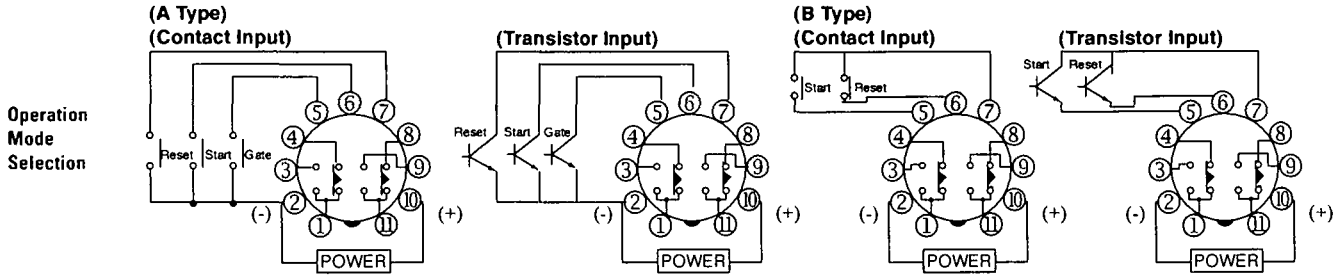 Operation
Mode
Selection
(A Type)
(Contact Input)
Reset
Start
Gate
5
6
7
4
8
3
9
2
10
1
11
(-)
(+)
POWER
(Transistor Input)
Reset
Start
Gate
5
6
7
4
8
3
9
2
10
1
11
(-)
(+)
POWER
(B Type)
(Contact Input)
Start
Reset
5
6
7
4
8
3
9
2
10
1
11
(-)
(+)
POWER
(Transistor Input)
Start
Reset
5
6
7
4
8
3
9
2
10
1
11
(-)
(+)
POWER